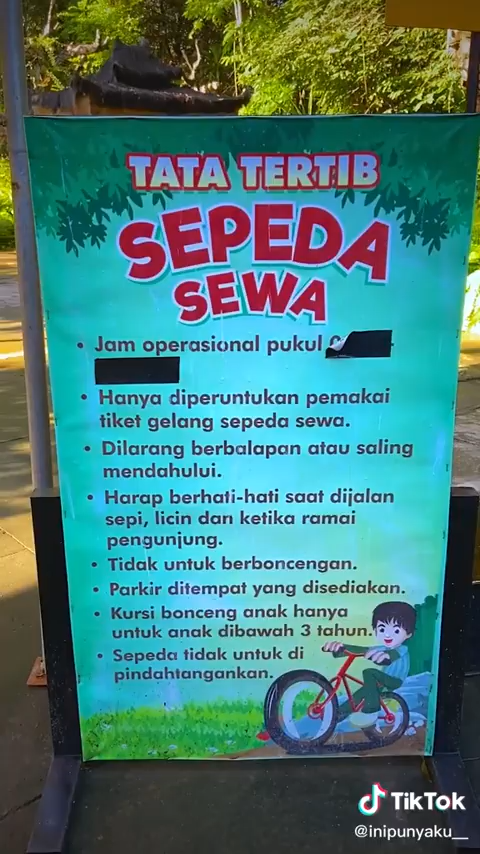 TATA TERTIB
SEPEDA
SEWA
• Jam operasional pukul
• Hanya diperuntukan pemakai
tiket gelang sepeda sewa.
• Dilarang berbalapan atau saling
mendahului.
• Harap berhati-hati saat dijalan
sepi, licin dan ketika ramai
pengunjung.
• Tidak untuk berboncengan.
• Parkir ditempat yang disediakan.
• Kursi bonceng anak hanya
untuk anak dibawah 3 tahun.
• Sepeda tidak untuk di
pindahtangankan.
TikTok
@inipunyaku__